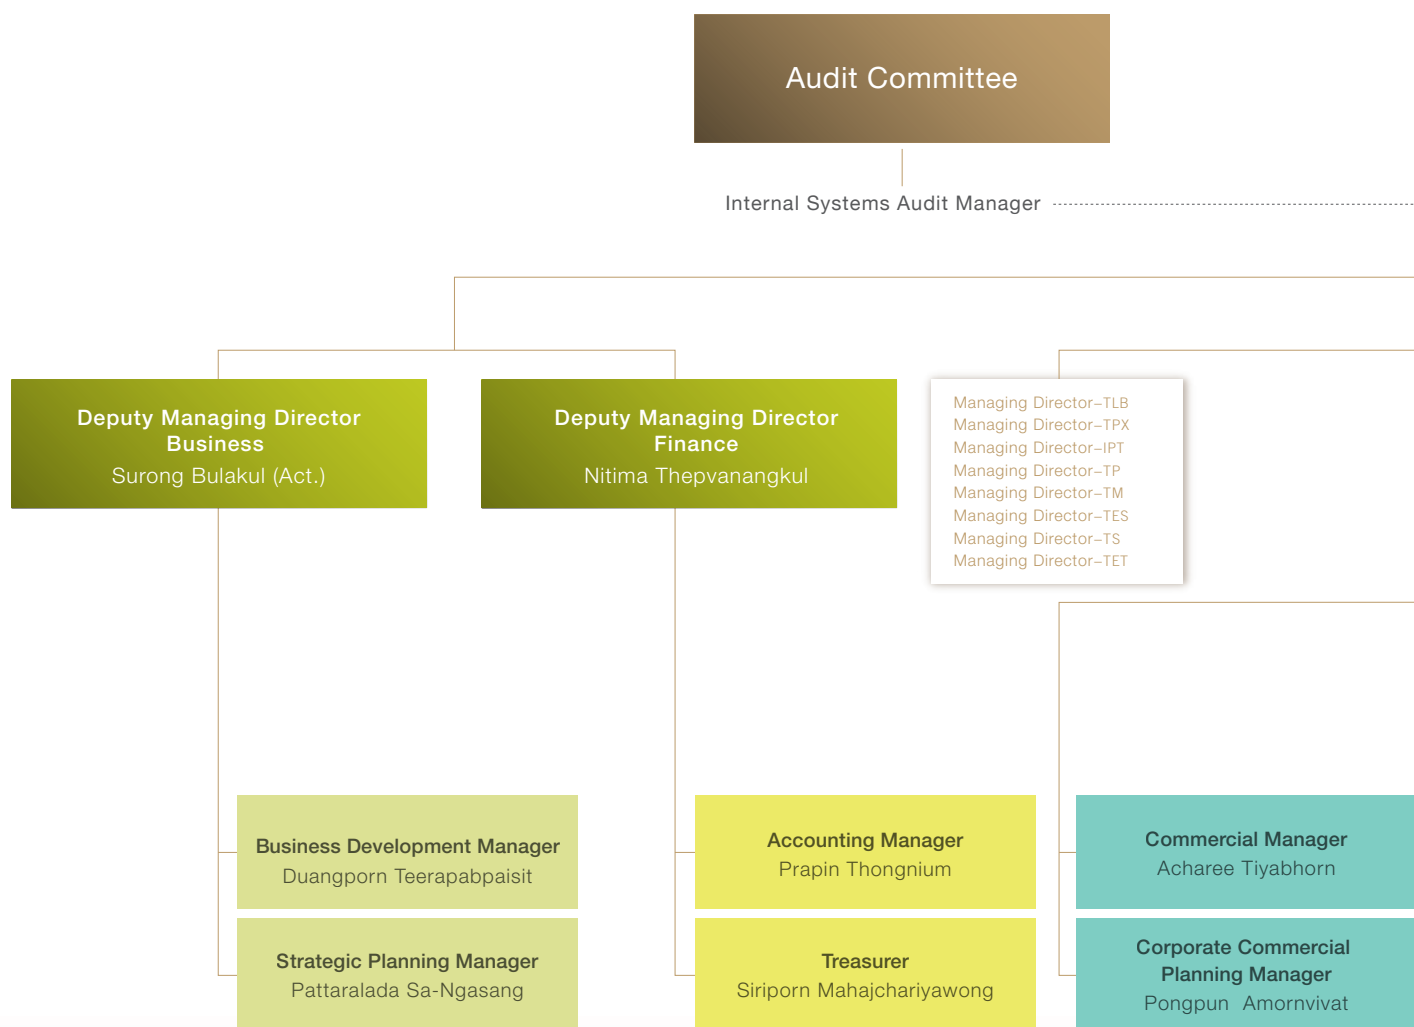 Audit Committee
Internal Systems Audit Manager
Deputy Managing Director
Business
Surong Bulakul (Act.)
Deputy Managing Director
Finance
Nitima Thepvanangkul
Managing Director–TLB
Managing Director–TPX
Managing Director–IPT
Managing Director–TP
Managing Director–TM
Managing Director–TES
Managing Director–TS
Managing Director–TET
Business Development Manager
Duangporn Teerapabpaisit
Strategic Planning Manager
Pattaralada Sa-Ngasang
Accounting Manager
Prapin Thongnium
Treasurer
Siriporn Mahajchariyawong
Commercial Manager
Acharee Tiyabhorn
Corporate Commercial
Planning Manager
Pongpun Amornvivat